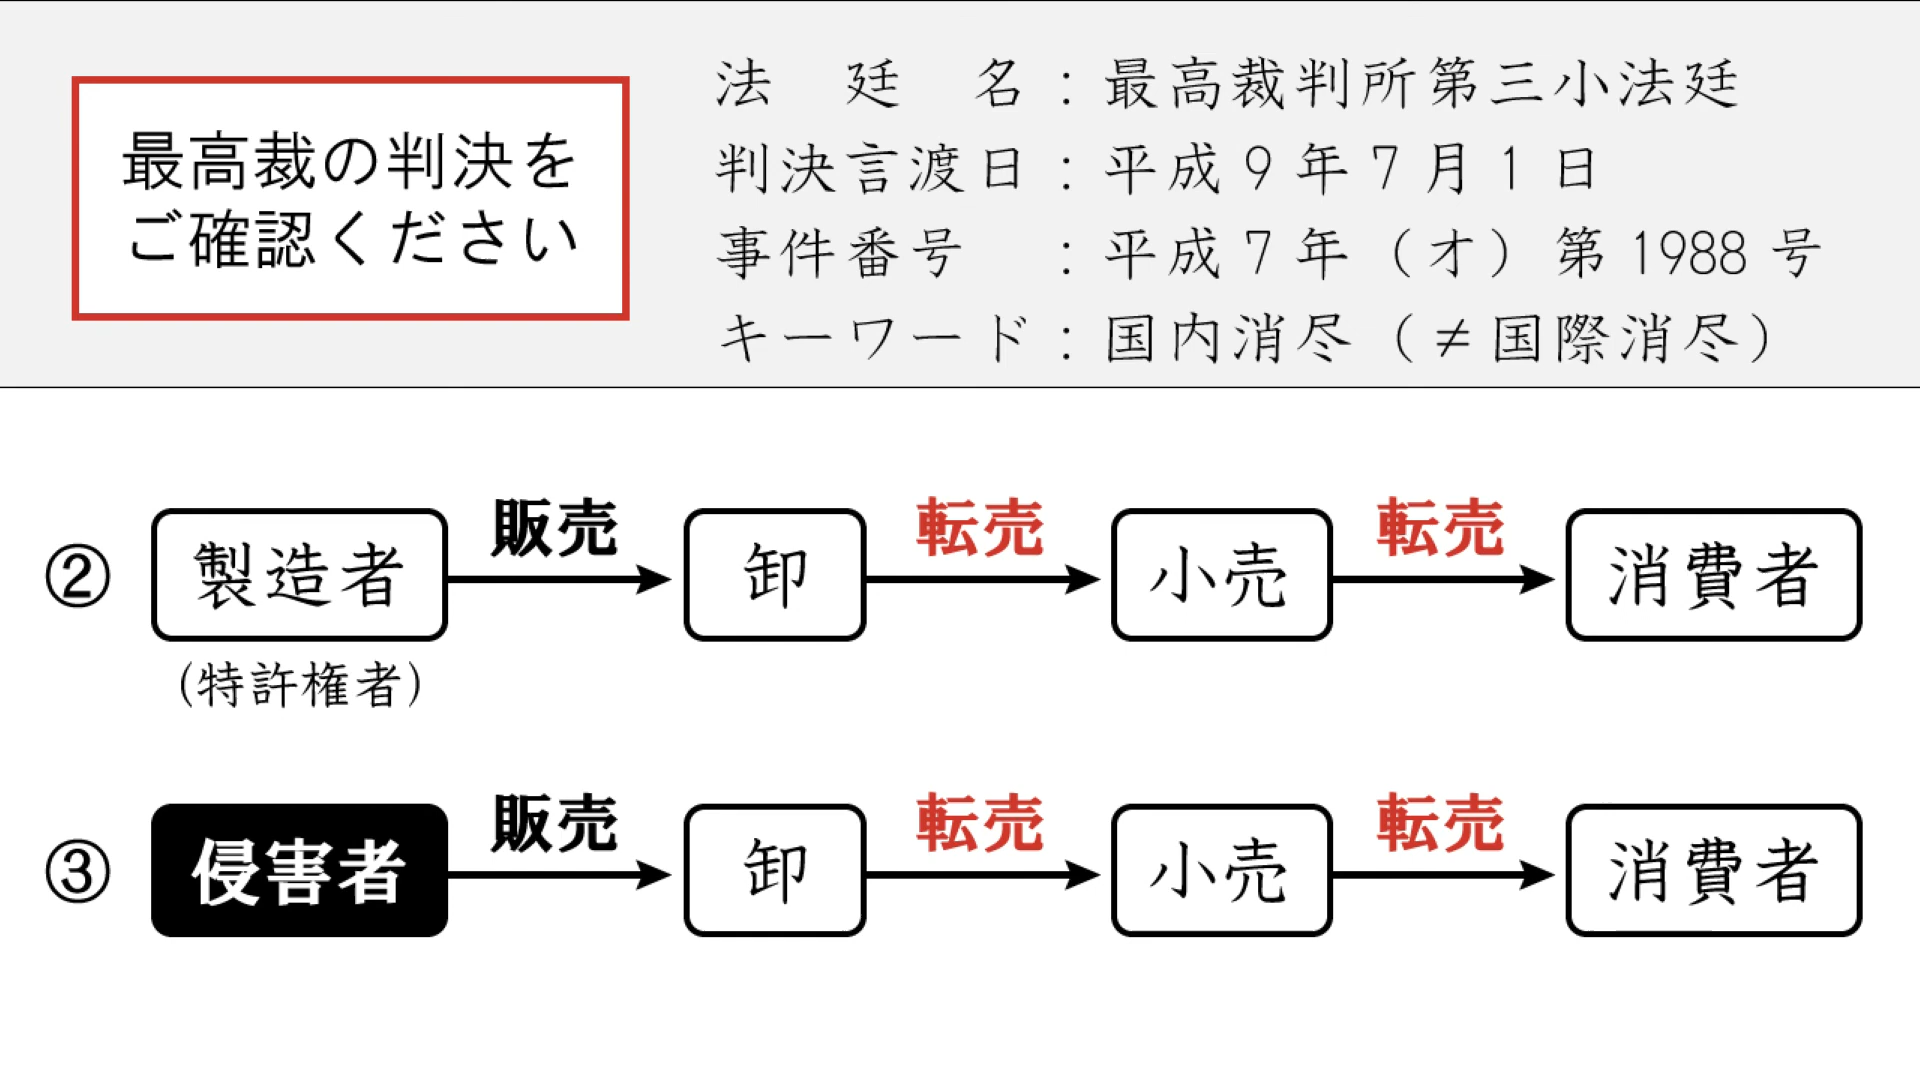 最高裁の判決を
ご確認ください
法廷名：最高裁判所第三小法廷
判決言渡日：平成9年7月1日
事件番号：平成7年（オ）第1988号
キーワード：国内消尽（≠国際消尽）
② 製造者 販売 卸 転売 小売 転売 消費者
（特許権者）
③ 侵害者 販売 卸 転売 小売 転売 消費者